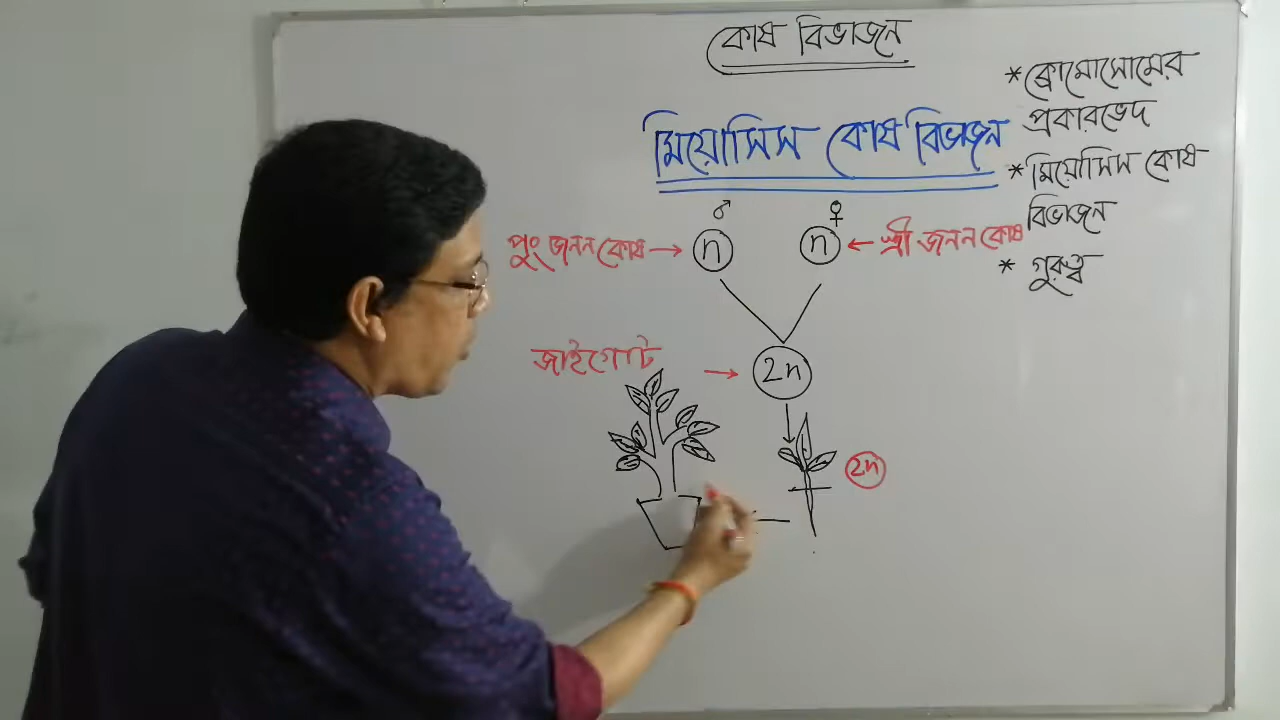 কোষ বিভাজন
মিয়োসিস কোষ বিভাজন
* ক্রোমোসোমের
প্রকারভেদ
* মিয়োসিস কোষ
বিভাজন
* গুরুত্ব
♂ ♀
পুং জনন কোষ → n n ← স্ত্রী জনন কোষ
জাইগোট → 2n
2n